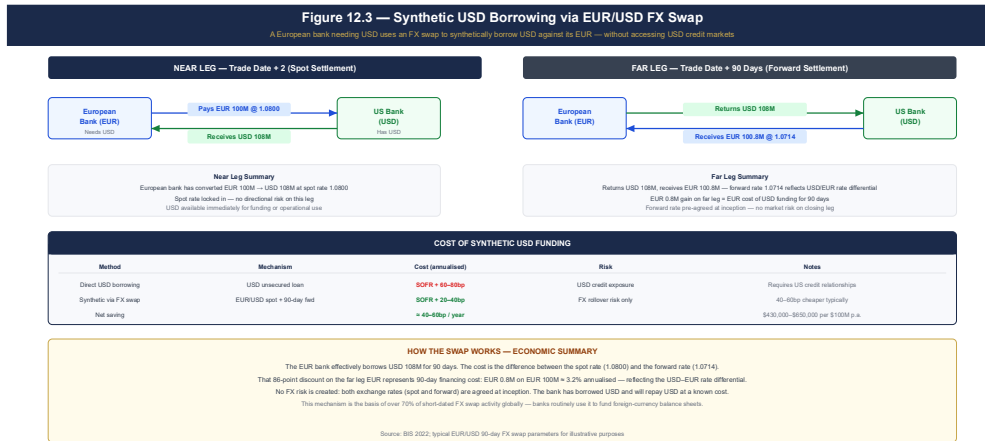 Figure 12.3 — Synthetic USD Borrowing via EUR/USD FX Swap
A European bank needing USD uses an FX swap to synthetically borrow USD against its EUR — without accessing USD credit markets
NEAR LEG — Trade Date + 2 (Spot Settlement)
European
Bank (EUR)
Needs USD
Pays EUR 100M @ 1.0800
Receives USD 108M
US Bank
(USD)
Has USD
Near Leg Summary
European bank has converted EUR 100M → USD 108M at spot rate 1.0800
Spot rate locked in — no directional risk on this leg
USD available immediately for funding or operational use
FAR LEG — Trade Date + 90 Days (Forward Settlement)
European
Bank (EUR)
Returns USD 108M
Receives EUR 100.8M @ 1.0714
US Bank
(USD)
Far Leg Summary
Returns USD 108M, receives EUR 100.8M — forward rate 1.0714 reflects USD/EUR rate differential
EUR 0.8M gain on far leg = EUR cost of USD funding for 90 days
Forward rate pre-agreed at inception — no market risk on closing leg
COST OF SYNTHETIC USD FUNDING
Method Mechanism Cost (annualised) Risk Notes
Direct USD borrowing USD unsecured loan SOFR + 60–80bp USD credit exposure Requires US credit relationships
Synthetic via FX swap EUR/USD spot + 90-day fwd SOFR + 20–40bp FX rollover risk only 40–60bp cheaper typically
Net saving ≈ 40–60bp / year $430,000–$650,000 per $100M p.a.
HOW THE SWAP WORKS — ECONOMIC SUMMARY
The EUR bank effectively borrows USD 108M for 90 days. The cost is the difference between the spot rate (1.0800) and the forward rate (1.0714).
That 86-point discount on the far leg EUR represents 90-day financing cost: EUR 0.8M on EUR 100M ≈ 3.2% annualised — reflecting the USD–EUR rate differential.
No FX risk is created: both exchange rates (spot and forward) are agreed at inception. The bank has borrowed USD and will repay USD at a known cost.
This mechanism is the basis of over 70% of short-dated FX swap activity globally — banks routinely use it to fund foreign-currency balance sheets.
Source: BIS 2022; typical EUR/USD 90-day FX swap parameters for illustrative purposes